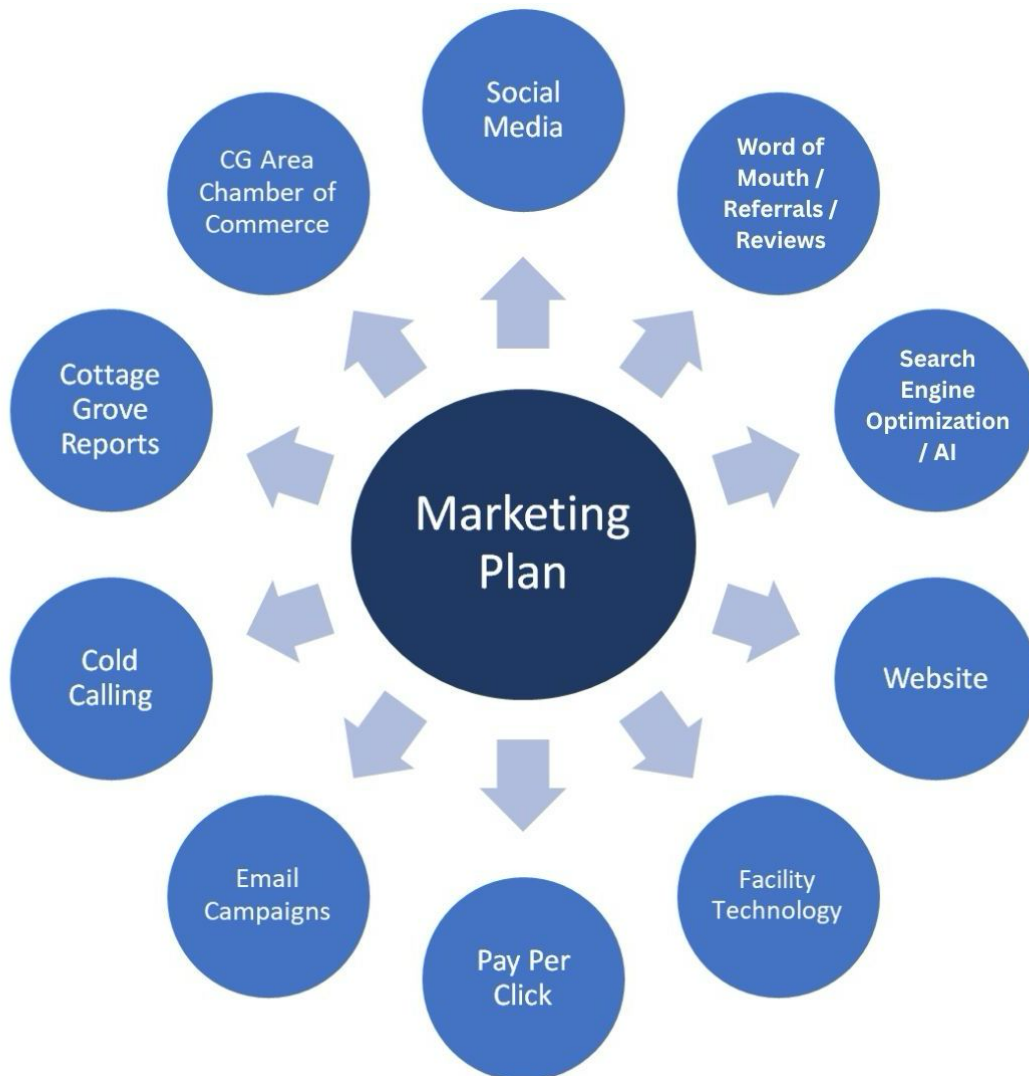 Social
Media
Word of
Mouth /
Referrals /
Reviews
Search
Engine
Optimization
/ AI
Website
Facility
Technology
Pay Per
Click
Email
Campaigns
Cold
Calling
Cottage
Grove
Reports
CG Area
Chamber of
Commerce
Marketing
Plan